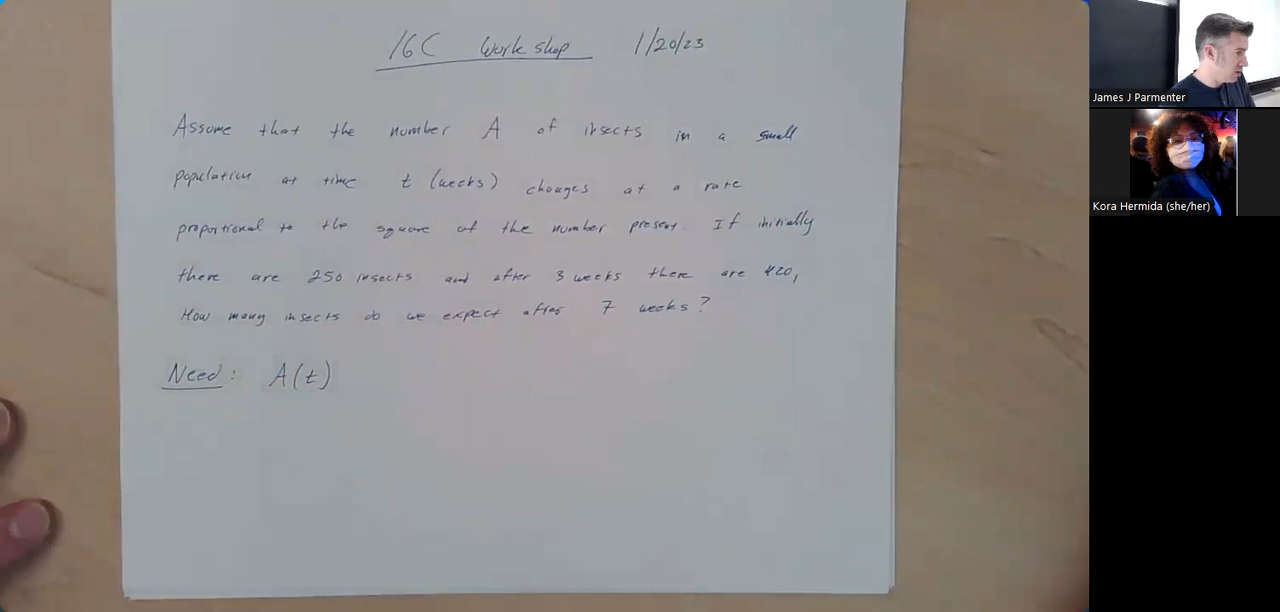 16C Workshop 1/20/23
Assume that the number A of insects in a small
population at time t (weeks) changes at a rate
proportional to the square of the number present. If initially
there are 250 insects and after 3 weeks there are 420,
How many insects do we expect after 7 weeks?
Need: A(t)
James J Parmenter
Kora Hermida (she/her)